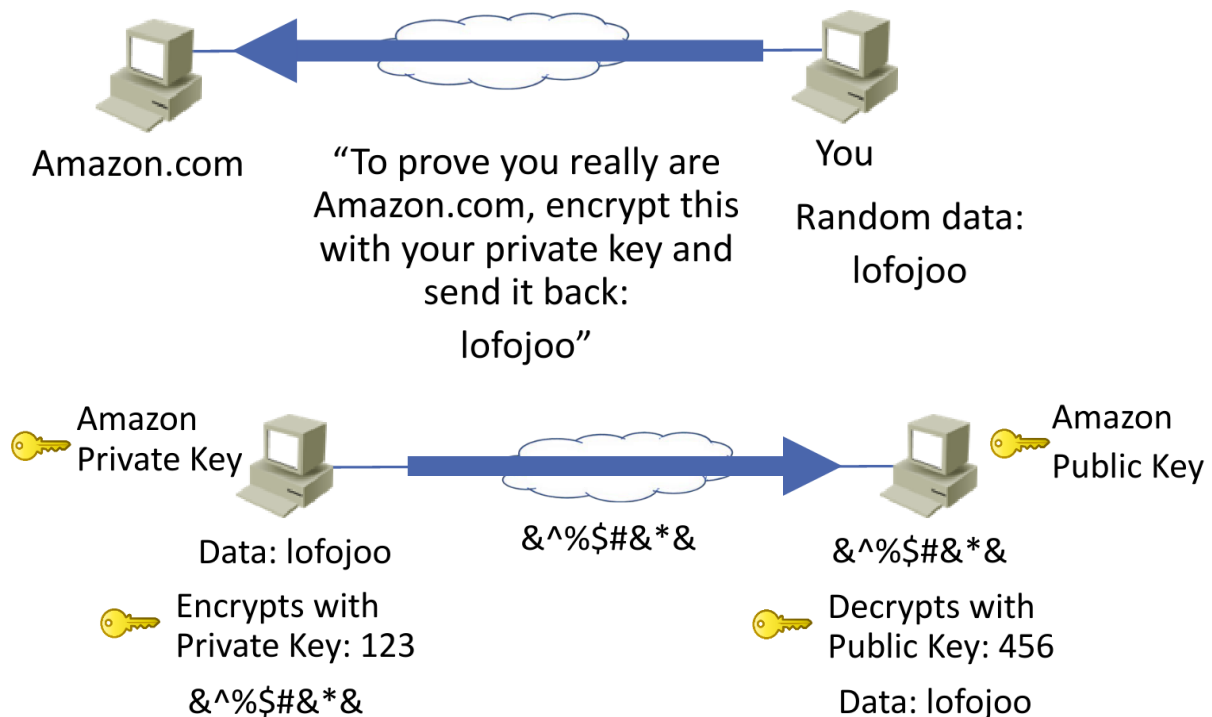 Amazon.com
“To prove you really are
Amazon.com, encrypt this
with your private key and
send it back:
lofojoo”
You
Random data:
lofojoo
Amazon
Private Key
Data: lofojoo
Encrypts with
Private Key: 123
&^%$#&*&
&^%$#&*&
Amazon
Public Key
&^%$#&*&
Decrypts with
Public Key: 456
Data: lofojoo